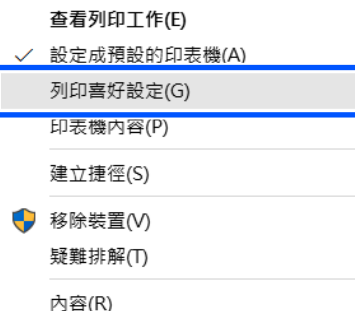 查看列印工作(E)
設定成預設的印表機(A)
列印喜好設定(G)
印表機內容(P)
建立捷徑(S)
移除裝置(V)
疑難排解(T)
內容(R)